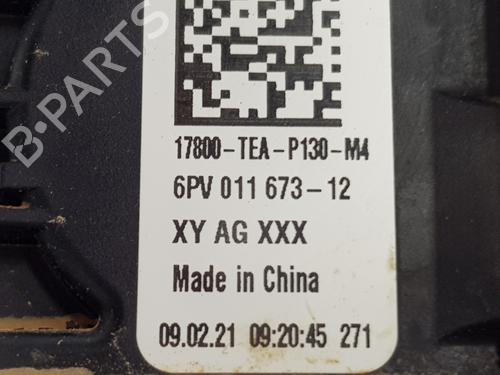 B-PARTS
17800-TEA-P130-M4
6PV 011 673-12
XY AG XXX
Made in China
09.02.21 09:20:45 271